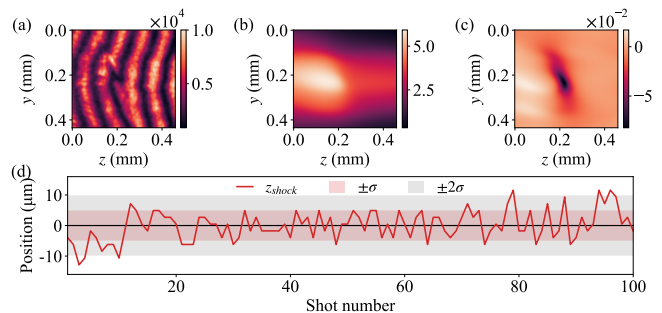 (a) ×10⁴ (b) (c) ×10⁻²
0.0 1.0 0.0 0.0 0
0.2 0.5 0.2 5.0 0.2
0.4 0.4 2.5 0.4 −5
0.0 0.2 0.4 0.0 0.2 0.4 0.0 0.2 0.4
y (mm) y (mm) y (mm)
z (mm) z (mm) z (mm)
(d)
z_shock ±σ ±2σ
Position (μm)
10
0
-10
20 40 60 80 100
Shot number